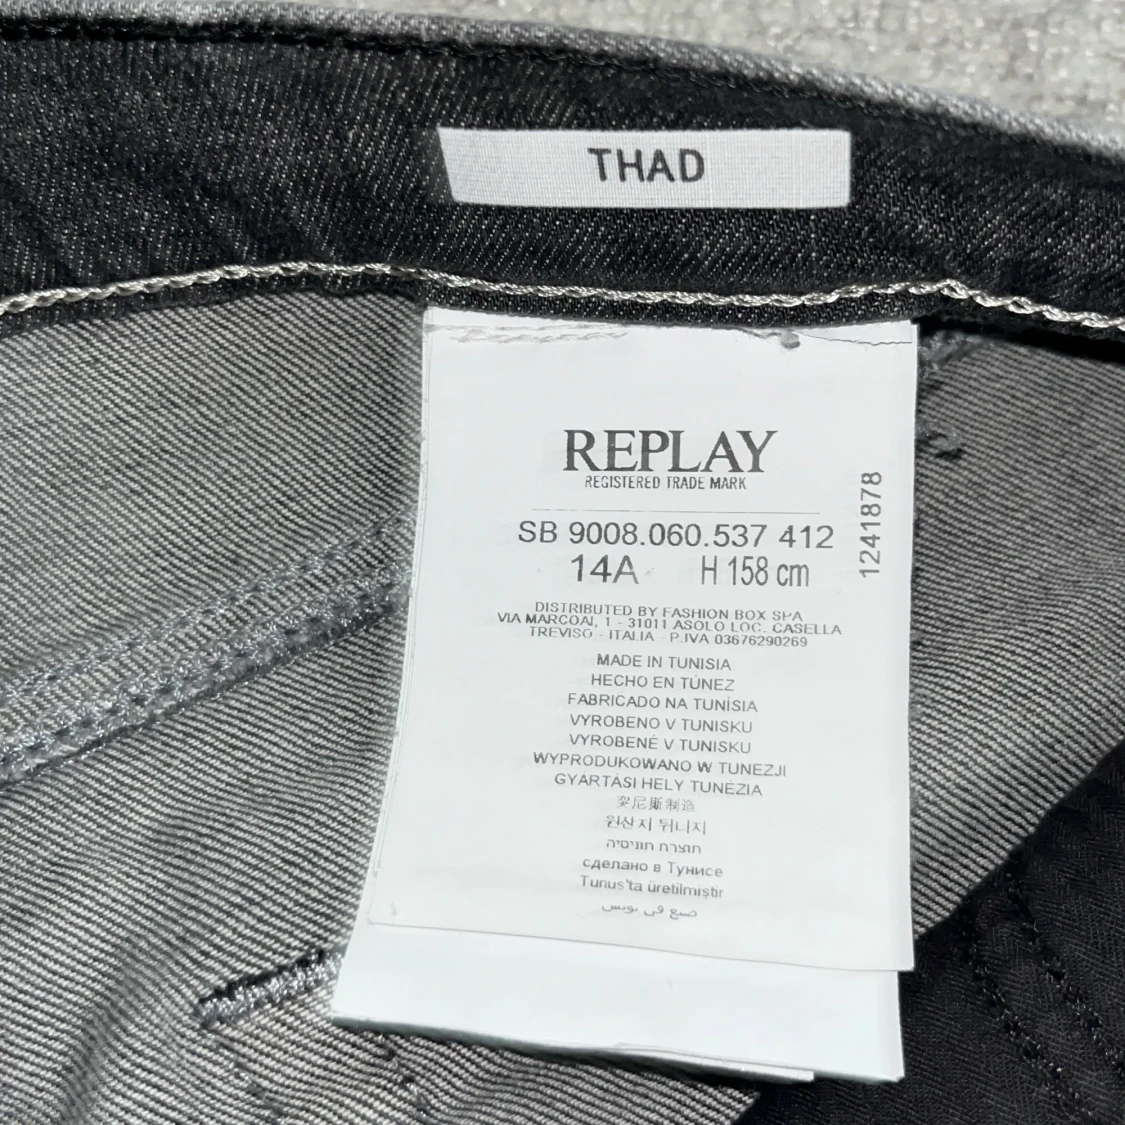 THAD
REPLAY
REGISTERED TRADE MARK
SB 9008.060.537 412
14A H 158 cm
1241878
DISTRIBUTED BY FASHION BOX SPA
VIA MARCOAI, 1 - 31011 ASOLO LOC. CASELLA
TREVISO - ITALIA - P.IVA 03676290269
MADE IN TUNISIA
HECHO EN TÚNEZ
FABRICADO NA TUNÍSIA
VYROBENO V TUNISKU
VYROBENÉ V TUNISKU
WYPRODUKOWANO W TUNEZJI
GYÁRTÁSI HELY TUNÉZIA
突尼斯制造
원산지 튀니지
תוצרת תוניסיה
сделано в Тунисе
Tunus'ta üretilmiştir
صنع في تونس